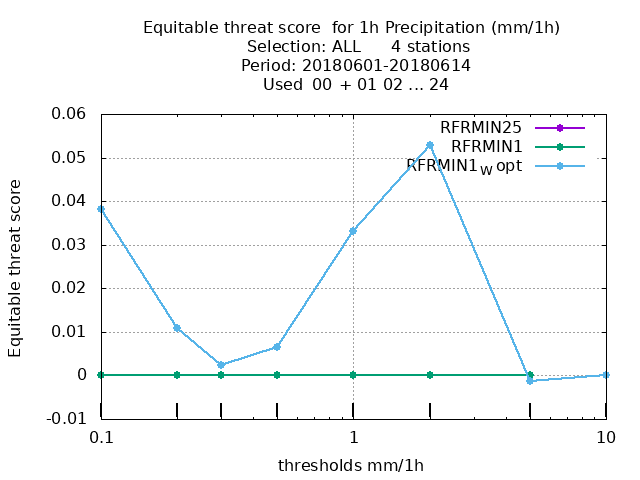 Equitable threat score  for 1h Precipitation (mm/1h)
Selection: ALL      4 stations
Period: 20180601-20180614
Used  00  + 01 02 ... 24
0.06
0.05
0.04
0.03
0.02
0.01
0
-0.01
Equitable threat score
RFRMIN25
RFRMIN1
RFRMIN1W opt
0.1
1
10
thresholds mm/1h